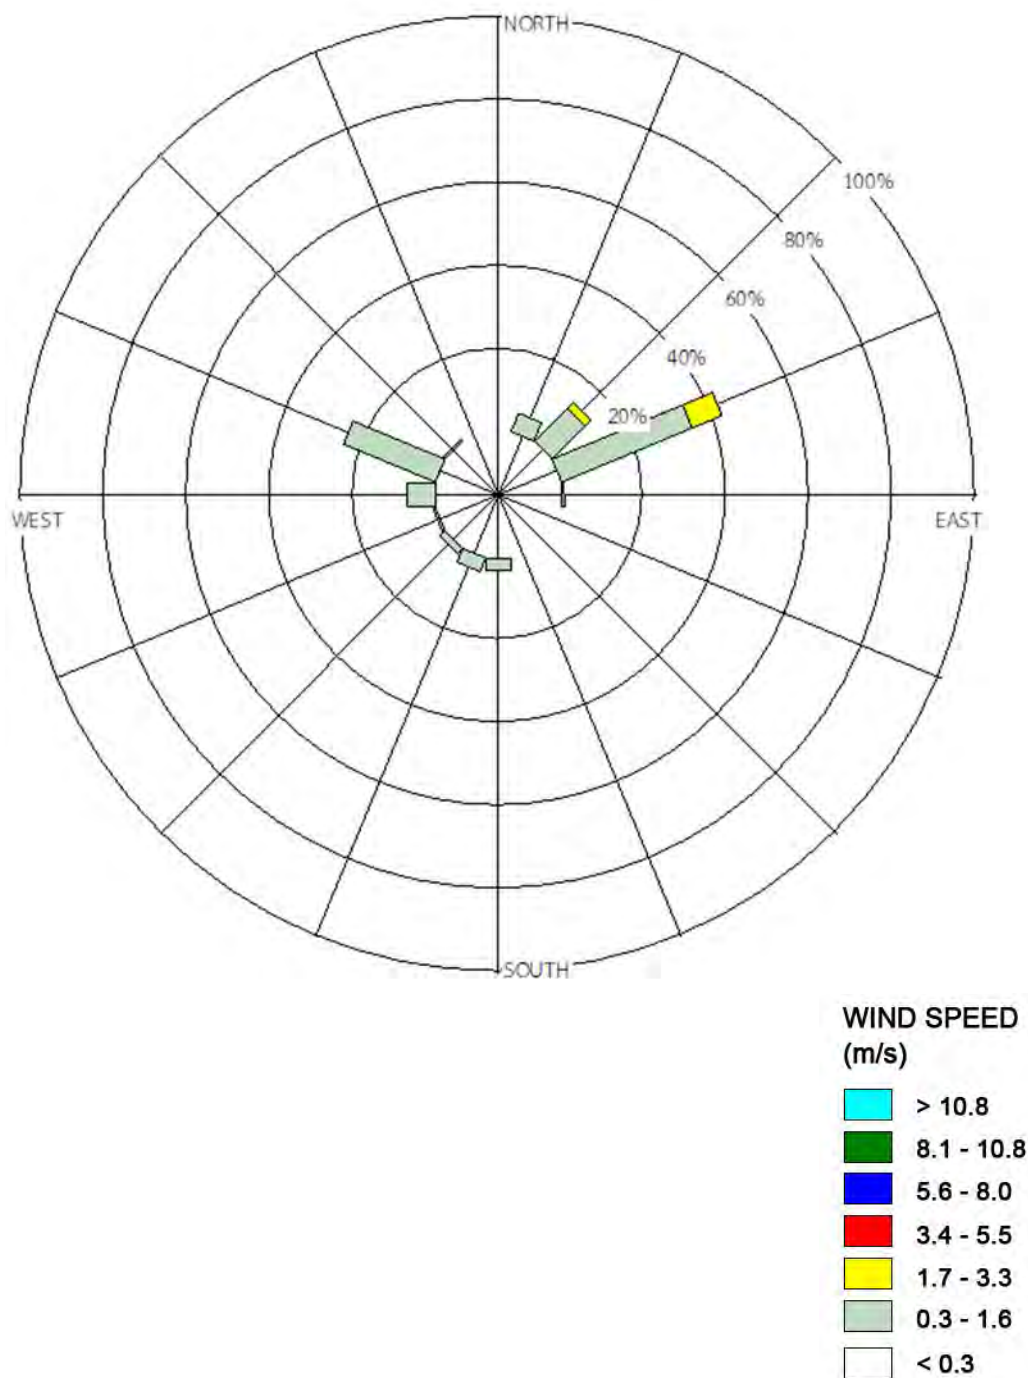 NORTH
100%
80%
60%
40%
20%
WEST
EAST
SOUTH
WIND SPEED
(m/s)
> 10.8
8.1 - 10.8
5.6 - 8.0
3.4 - 5.5
1.7 - 3.3
0.3 - 1.6
< 0.3